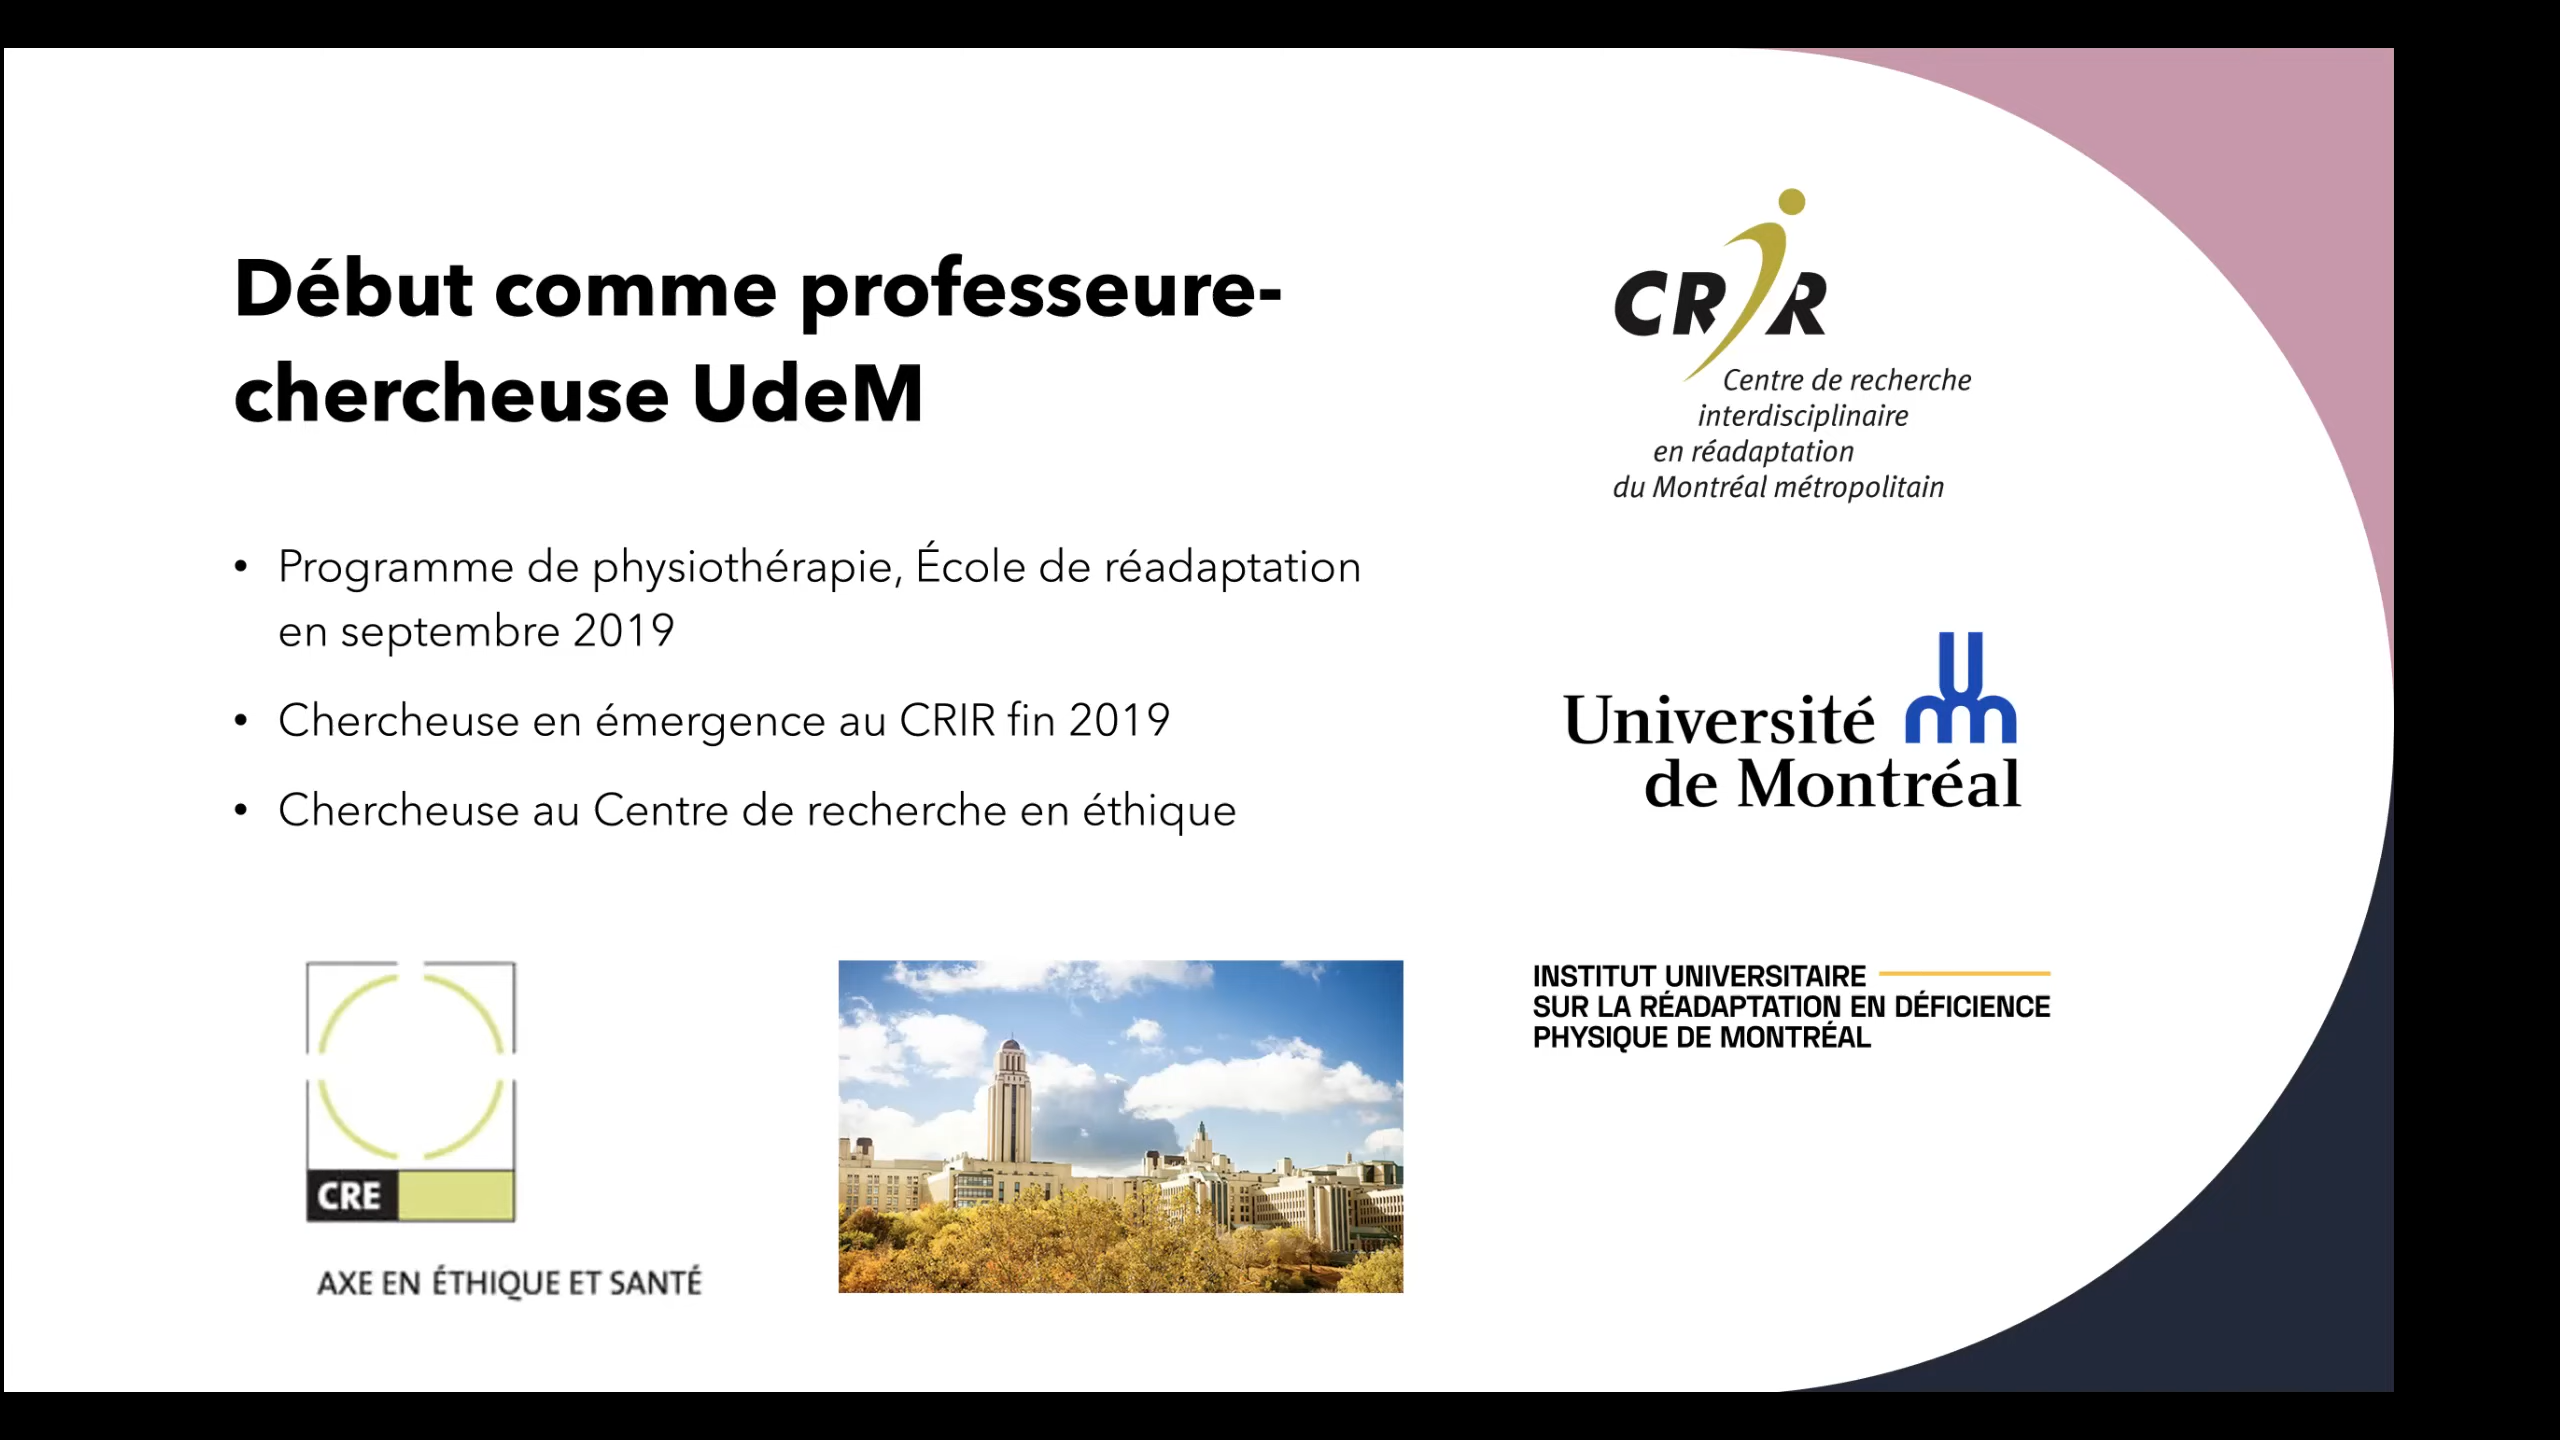 Début comme professeure-
chercheuse UdeM
• Programme de physiothérapie, École de réadaptation
en septembre 2019
• Chercheuse en émergence au CRIR fin 2019
• Chercheuse au Centre de recherche en éthique
CRIR
Centre de recherche
interdisciplinaire
en réadaptation
du Montréal métropolitain
Université
de Montréal
INSTITUT UNIVERSITAIRE
SUR LA RÉADAPTATION EN DÉFICIENCE
PHYSIQUE DE MONTRÉAL
CRE
AXE EN ÉTHIQUE ET SANTÉ